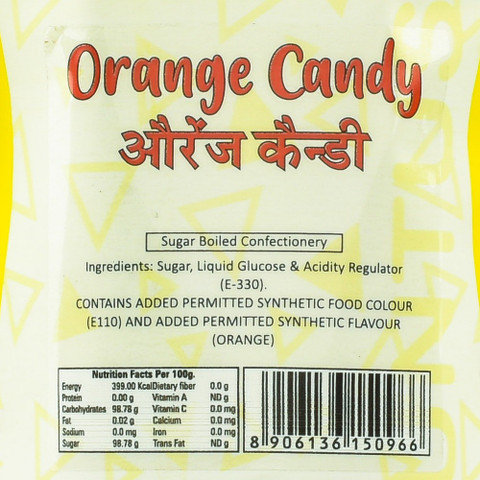 Orange Candy
औरेंज कैन्डी
Sugar Boiled Confectionery
Ingredients: Sugar, Liquid Glucose & Acidity Regulator
(E-330).
CONTAINS ADDED PERMITTED SYNTHETIC FOOD COLOUR
(E110) AND ADDED PERMITTED SYNTHETIC FLAVOUR
(ORANGE)
Nutrition Facts Per 100g.
Energy 399.00 Kcal Dietary fiber 0.0 g
Protein 0.00 g Vitamin A ND g
Carbohydrates 98.78 g Vitamin C 0.0 mg
Fat 0.02 g Calcium 0.0 mg
Sodium 0.0 mg Iron 0.0 mg
Sugar 98.78 g Trans Fat ND g
8 906136 150966